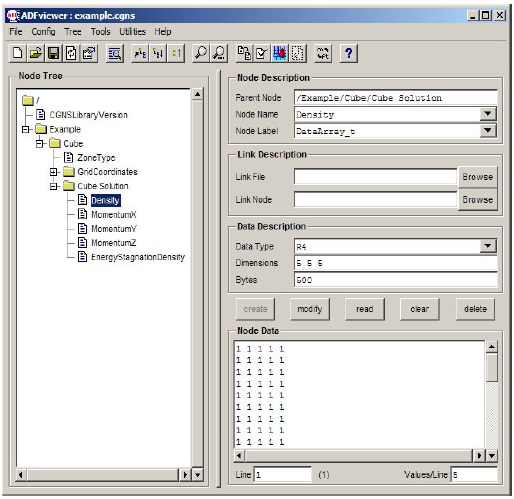 ADFviewer : example.cgns
File Config Tree Tools Utilities Help
Node Tree
/
CGNSLibraryVersion
Example
Cube
ZoneType
GridCoordinates
Cube Solution
Density
MomentumX
MomentumY
MomentumZ
EnergyStagnationDensity
Node Description
Parent Node /Example/Cube/Cube Solution
Node Name Density
Node Label DataArray_t
Link Description
Link File Browse
Link Node Browse
Data Description
Data Type R4
Dimensions 5 5 5
Bytes 500
create modify read clear delete
Node Data
1 1 1 1 1
1 1 1 1 1
1 1 1 1 1
1 1 1 1 1
1 1 1 1 1
1 1 1 1 1
1 1 1 1 1
1 1 1 1 1
1 1 1 1 1
Line 1 (1) Values/Line 5